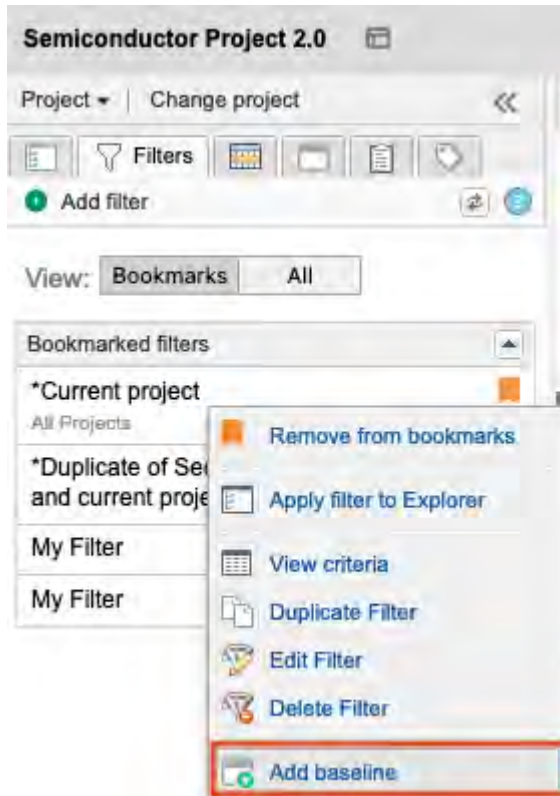 Semiconductor Project 2.0
Project | Change project
Filters
Add filter
View: Bookmarks All
Bookmarked filters
*Current project
All Projects
*Duplicate of
and current
My Filter
My Filter
Remove from bookmarks
Apply filter to Explorer
View criteria
Duplicate Filter
Edit Filter
Delete Filter
Add baseline